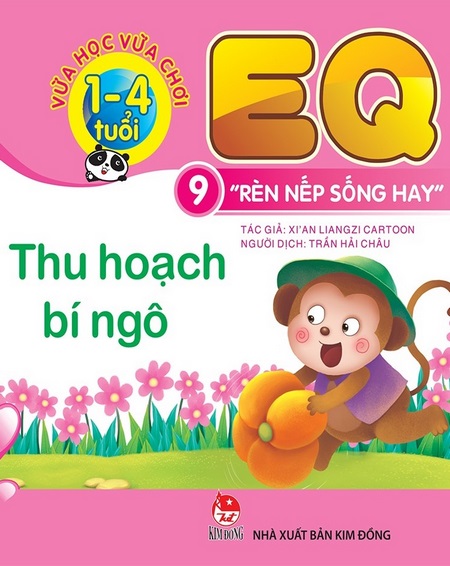 VỪA HỌC VỪA CHƠI
1-4
tuổi
EQ
9 "RÈN NẾP SỐNG HAY"
TÁC GIẢ: XI'AN LIANGZI CARTOON
NGƯỜI DỊCH: TRẦN HẢI CHÂU
Thu hoạch
bí ngô
KIM ĐỒNG
NHÀ XUẤT BẢN KIM ĐỒNG